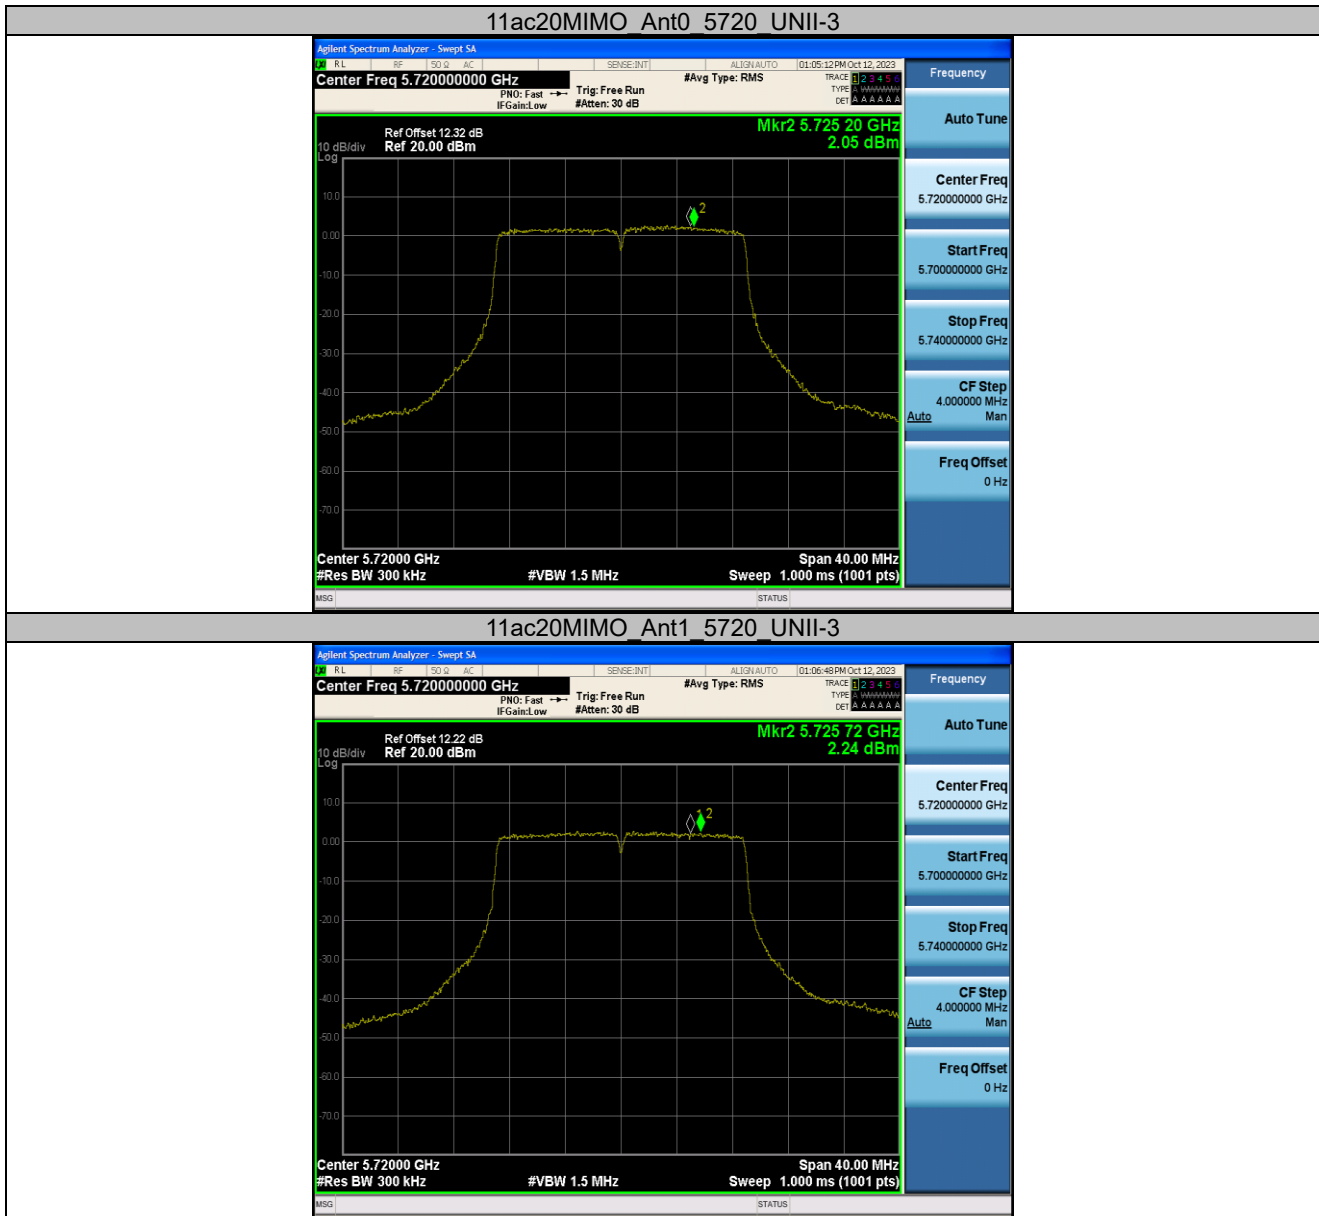 11ac20MIMO_Ant0_5720_UNII-3
Agilent Spectrum Analyzer - Swept SA
RL RF 50 Ω AC SENSE:INT ALIGN AUTO 01:05:12 PM Oct 12, 2023
Center Freq 5.720000000 GHz
PNO: Fast
IFGain:Low
Trig: Free Run
#Atten: 30 dB
#Avg Type: RMS
TRACE 1 2 3 4 5 6
TYPE A
DET A A A A A A
Frequency
Auto Tune
Center Freq
5.720000000 GHz
Start Freq
5.700000000 GHz
Stop Freq
5.740000000 GHz
CF Step
4.000000 MHz
Auto Man
Freq Offset
0 Hz
Mkr2 5.725 20 GHz
2.05 dBm
Ref Offset 12.32 dB
10 dB/div Ref 20.00 dBm
Log
10.0
0.00
-10.0
-20.0
-30.0
-40.0
-50.0
-60.0
-70.0
2
Center 5.72000 GHz Span 40.00 MHz
#Res BW 300 kHz #VBW 1.5 MHz Sweep 1.000 ms (1001 pts)
MSG STATUS
11ac20MIMO_Ant1_5720_UNII-3
Agilent Spectrum Analyzer - Swept SA
RL RF 50 Ω AC SENSE:INT ALIGN AUTO 01:06:48 PM Oct 12, 2023
Center Freq 5.720000000 GHz
PNO: Fast
IFGain:Low
Trig: Free Run
#Atten: 30 dB
#Avg Type: RMS
TRACE 1 2 3 4 5 6
TYPE A
DET A A A A A A
Frequency
Auto Tune
Center Freq
5.720000000 GHz
Start Freq
5.700000000 GHz
Stop Freq
5.740000000 GHz
CF Step
4.000000 MHz
Auto Man
Freq Offset
0 Hz
Mkr2 5.725 72 GHz
2.24 dBm
Ref Offset 12.22 dB
10 dB/div Ref 20.00 dBm
Log
10.0
0.00
-10.0
-20.0
-30.0
-40.0
-50.0
-60.0
-70.0
1 2
Center 5.72000 GHz Span 40.00 MHz
#Res BW 300 kHz #VBW 1.5 MHz Sweep 1.000 ms (1001 pts)
MSG STATUS